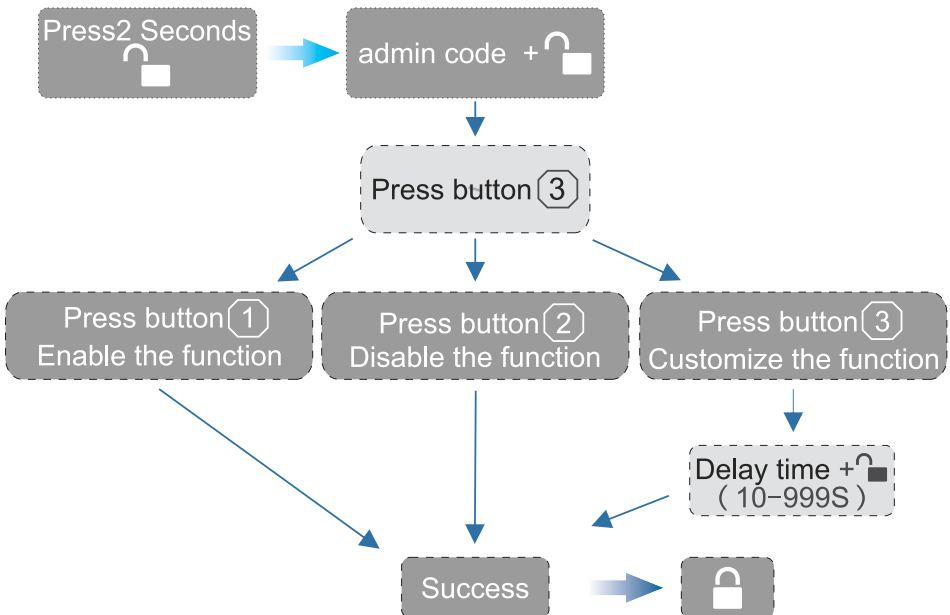 Press2 Seconds
admin code +
Press button 3
Press button 1
Enable the function
Press button 2
Disable the function
Press button 3
Customize the function
Delay time +
(10-999S)
Success